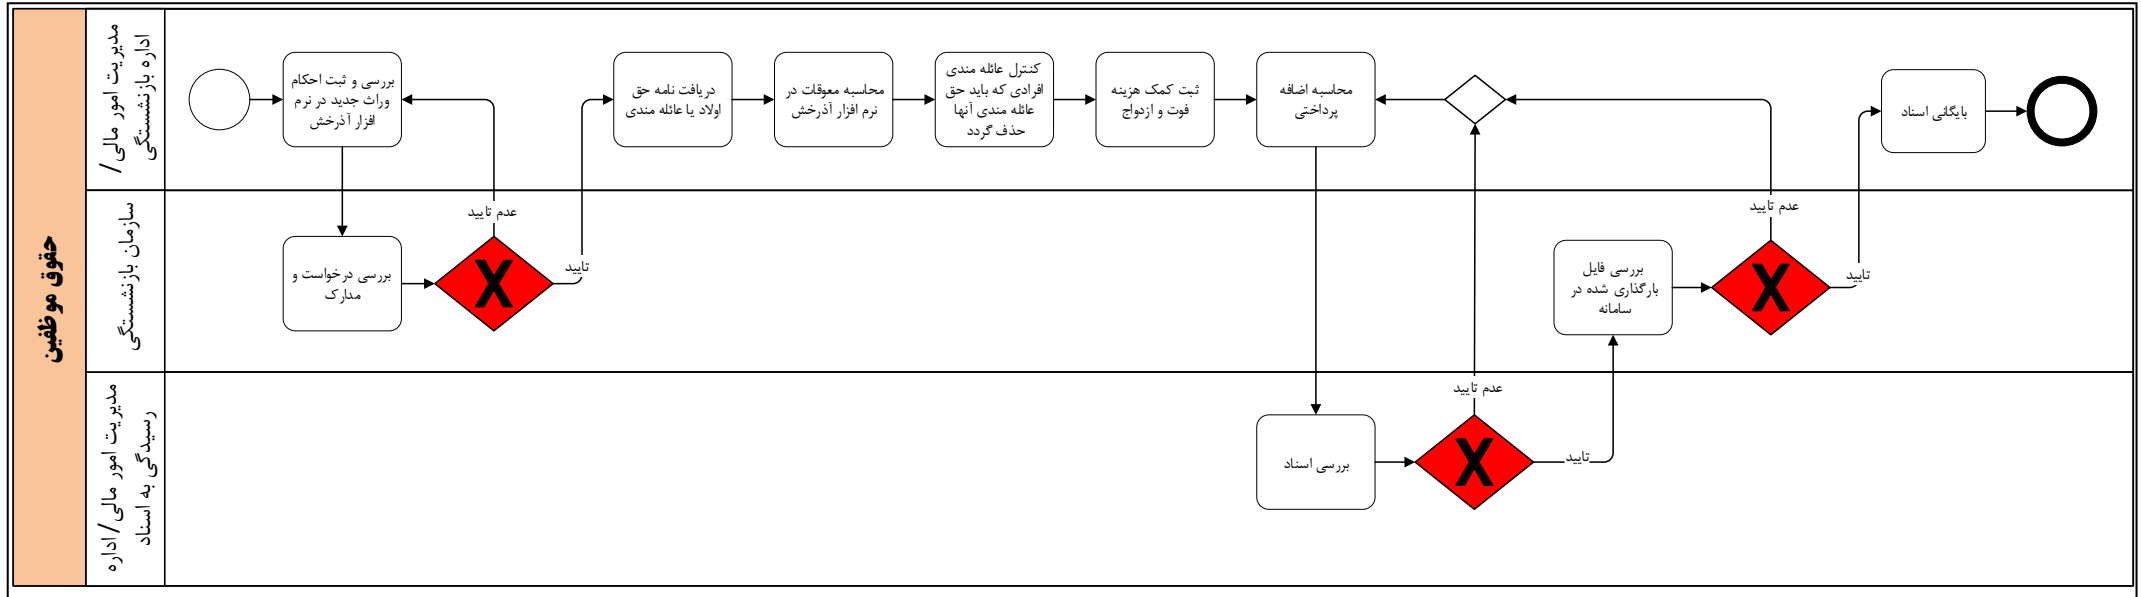 حقوق موظفین
مدیریت امور مالی/
اداره بازنشستگی
بررسی و ثبت احکام
وراث جدید در نرم
افزار آذرخش
دریافت نامه حق
اولاد یا عائله مندی
محاسبه معوقات در
نرم افزار آذرخش
کنترل عائله مندی
افرادی که باید حق
عائله مندی آنها
حذف گردد
ثبت کمک هزینه
فوت و ازدواج
محاسبه اضافه
پرداختی
بایگانی اسناد
سازمان بازنشستگی
بررسی درخواست و
مدارک
X
عدم تایید
تایید
بررسی فایل
بارگذاری شده در
سامانه
X
عدم تایید
تایید
مدیریت امور مالی/اداره
رسیدگی به اسناد
بررسی اسناد
X
عدم تایید
تایید